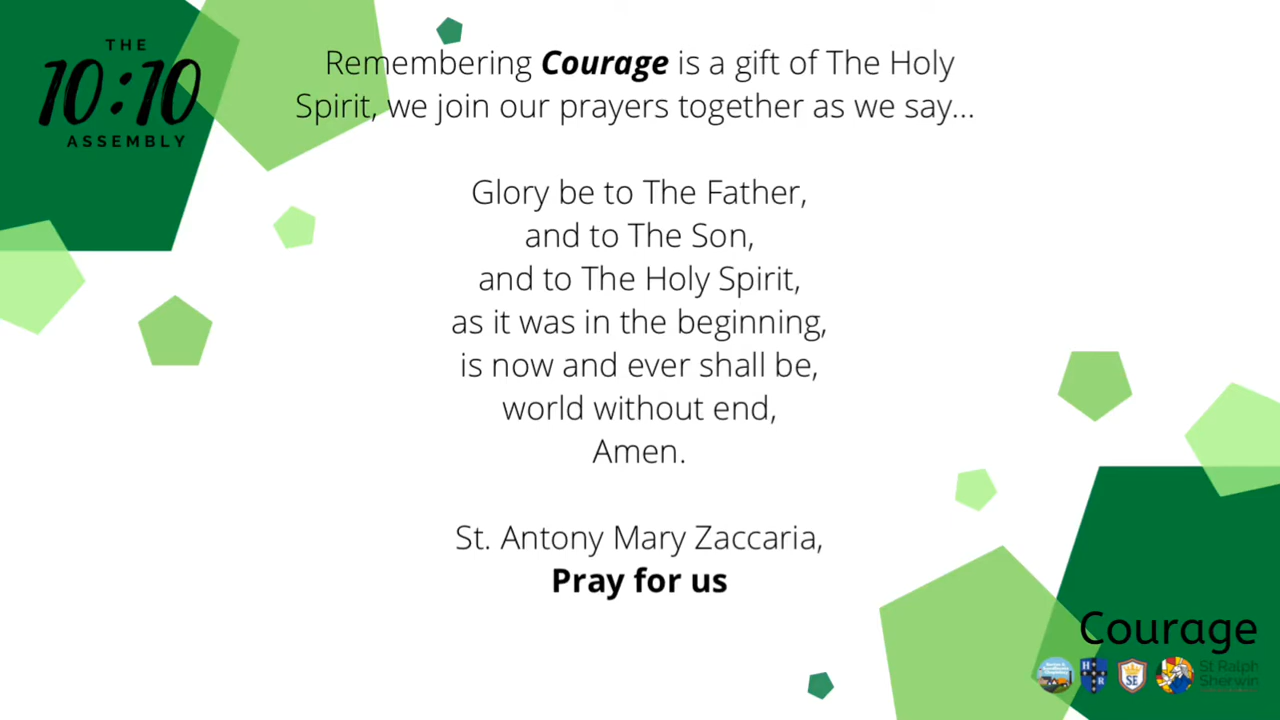 THE
10:10
ASSEMBLY
Remembering Courage is a gift of The Holy
Spirit, we join our prayers together as we say...
Glory be to The Father,
and to The Son,
and to The Holy Spirit,
as it was in the beginning,
is now and ever shall be,
world without end,
Amen.
St. Antony Mary Zaccaria,
Pray for us
Courage
H
R
SE
St Ralph
Sherwin